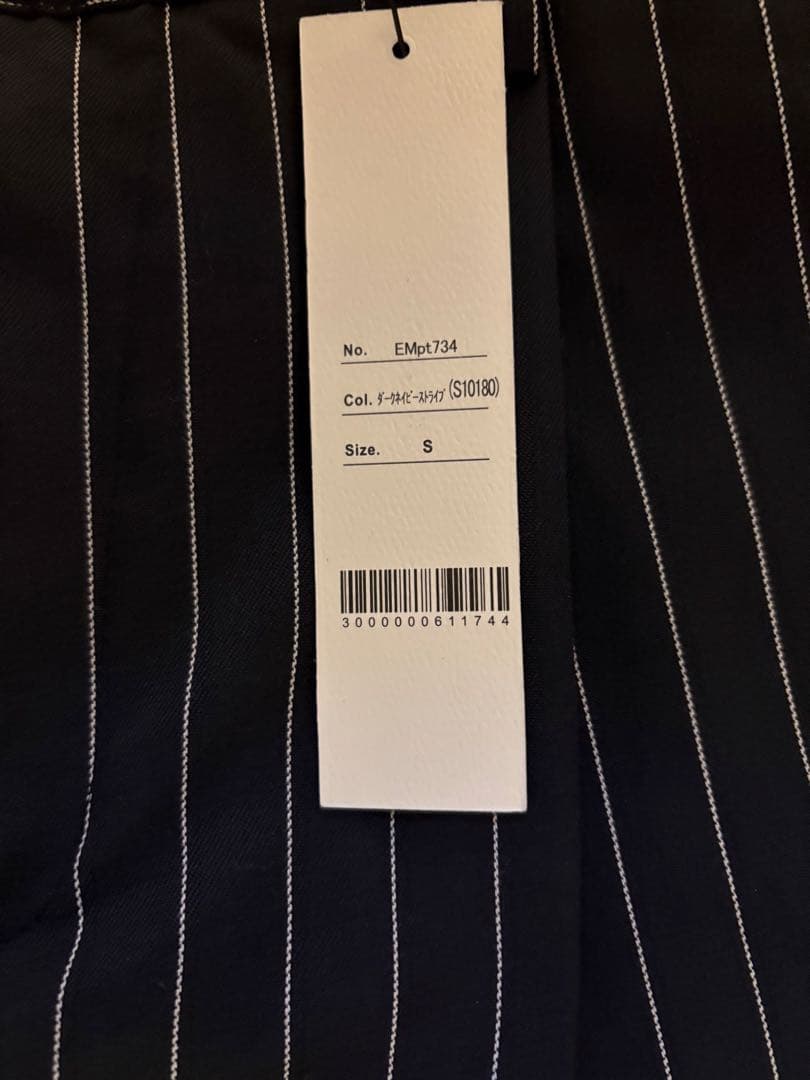 No. EMpt734
Col. ﾀﾞｰｸﾈｲﾋﾞｰｽﾄﾗｲﾌﾟ(S10180)
Size. S
3000000611744